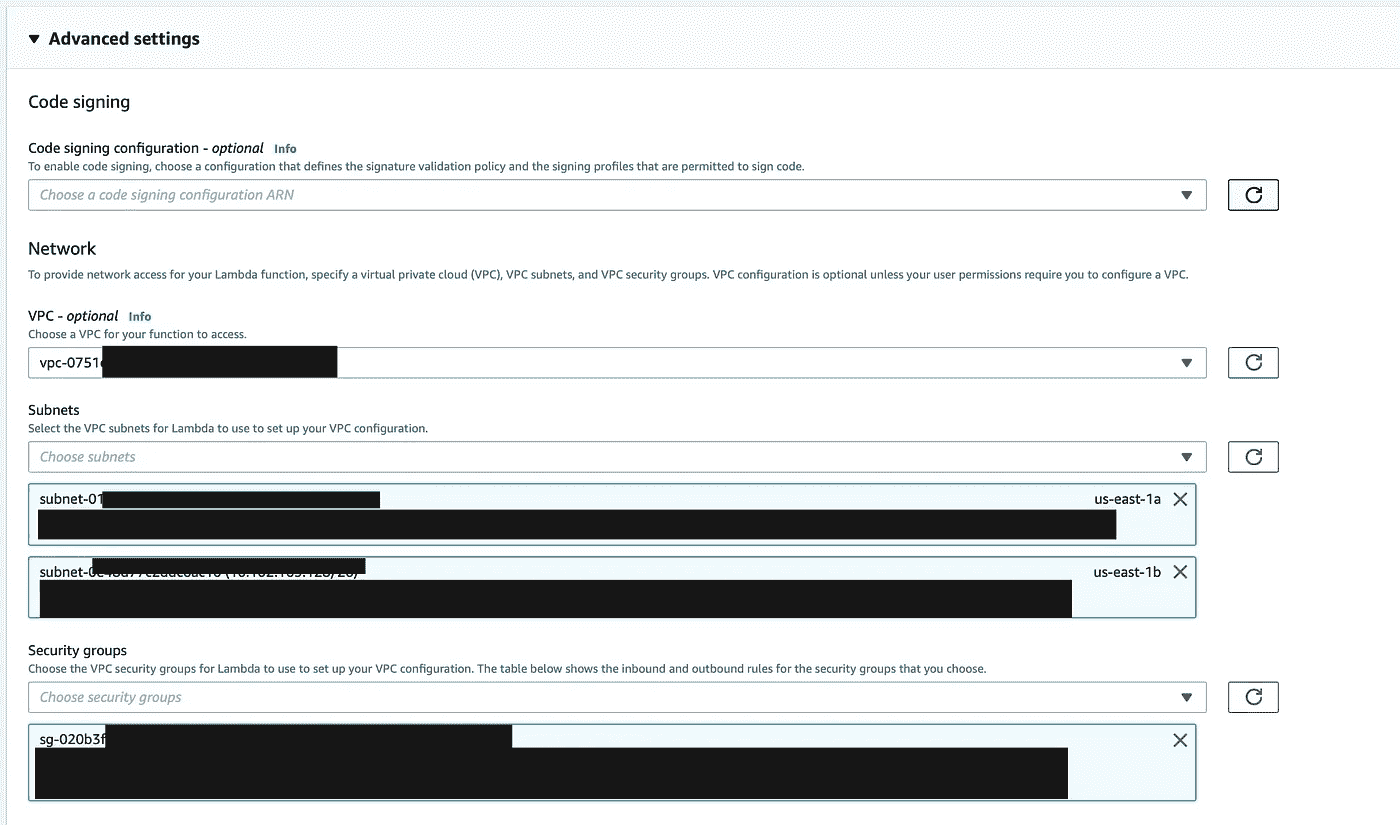 Advanced settings
Code signing
Code signing configuration - optional Info
To enable code signing, choose a configuration that defines the signature validation policy and the signing profiles that are permitted to sign code.
Choose a code signing configuration ARN
Network
To provide network access for your Lambda function, specify a virtual private cloud (VPC), VPC subnets, and VPC security groups. VPC configuration is optional unless your user permissions require you to configure a VPC.
VPC - optional Info
Choose a VPC for your function to access.
vpc-0751
Subnets
Select the VPC subnets for Lambda to use to set up your VPC configuration.
Choose subnets
subnet-01 us-east-1a
subnet- us-east-1b
Security groups
Choose the VPC security groups for Lambda to use to set up your VPC configuration. The table below shows the inbound and outbound rules for the security groups that you choose.
Choose security groups
sg-020b3f